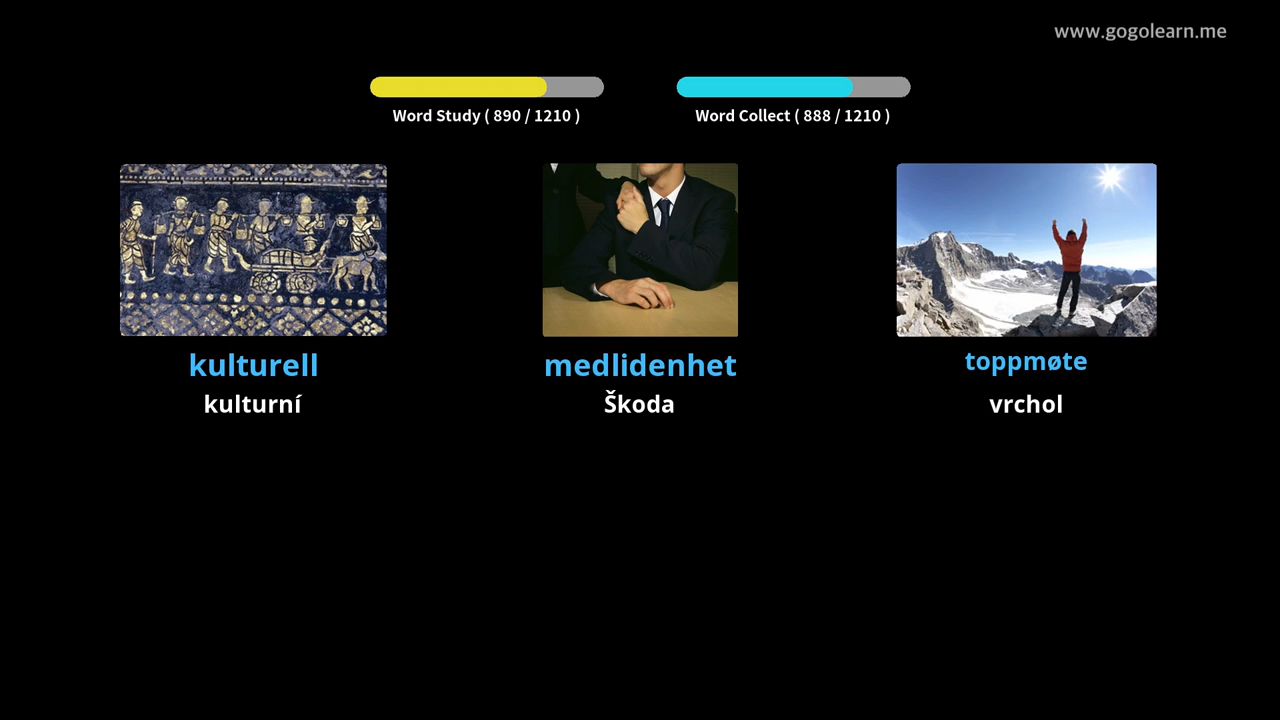 www.gogolearn.me
Word Study ( 890 / 1210 )
Word Collect ( 888 / 1210 )
kulturell
medlidenhet
toppmøte
kulturní
Škoda
vrchol